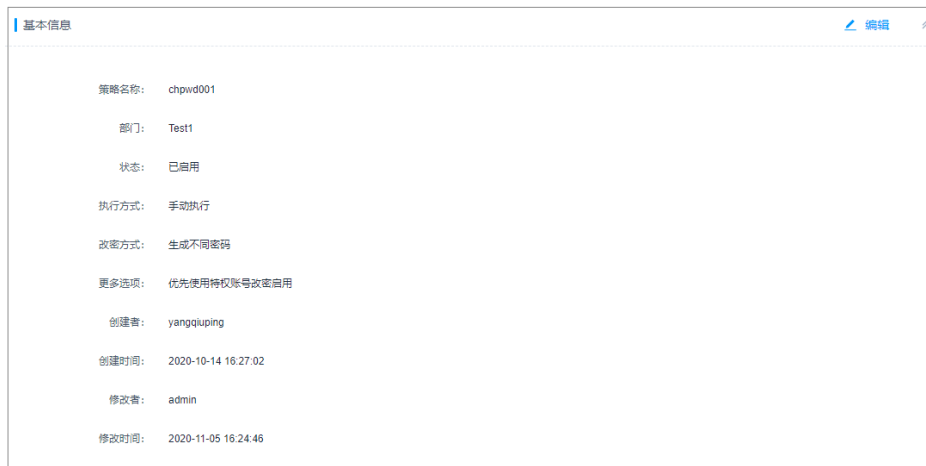 基本信息 编辑
策略名称: chpwd001
部门: Test1
状态: 已启用
执行方式: 手动执行
改密方式: 生成不同密码
更多选项: 优先使用特权账号改密启用
创建者: yangqiuping
创建时间: 2020-10-14 16:27:02
修改者: admin
修改时间: 2020-11-05 16:24:46